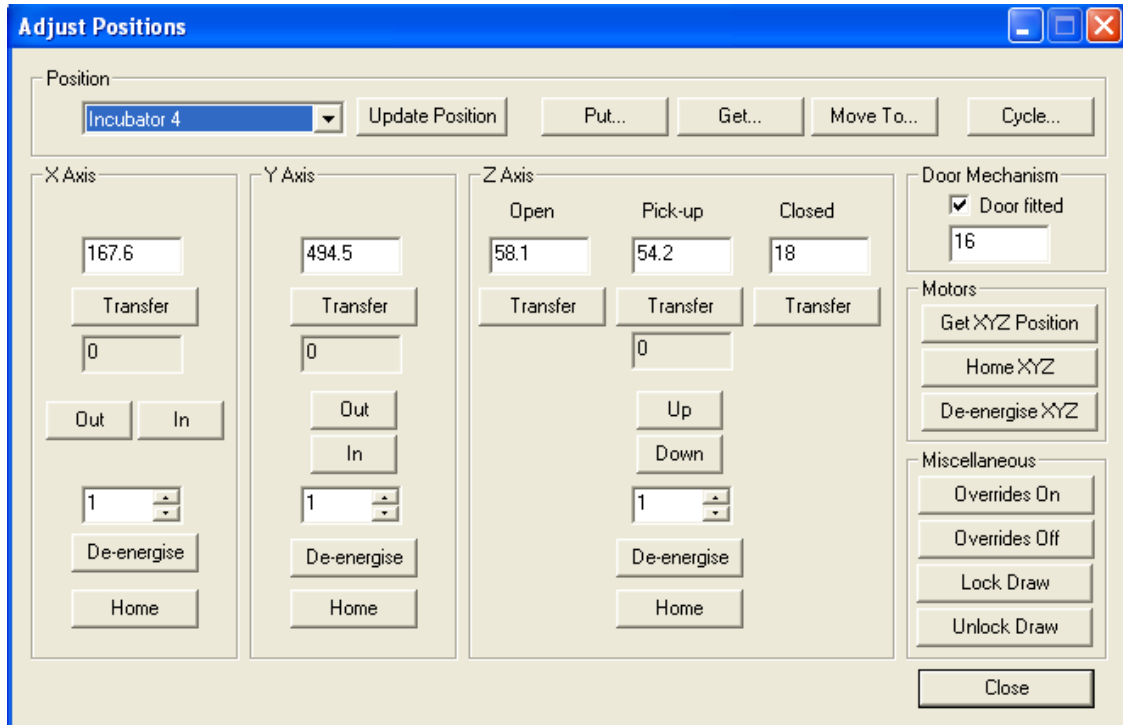 Adjust Positions
Position
Incubator 4
Update Position
Put...
Get...
Move To...
Cycle...
X Axis
167.6
Transfer
0
Out
In
1
De-energise
Home
Y Axis
494.5
Transfer
0
Out
In
1
De-energise
Home
Z Axis
Open
Pick-up
Closed
58.1
54.2
18
Transfer
Transfer
Transfer
0
Up
Down
1
De-energise
Home
Door Mechanism
Door fitted
16
Motors
Get XYZ Position
Home XYZ
De-energise XYZ
Miscellaneous
Overrides On
Overrides Off
Lock Draw
Unlock Draw
Close